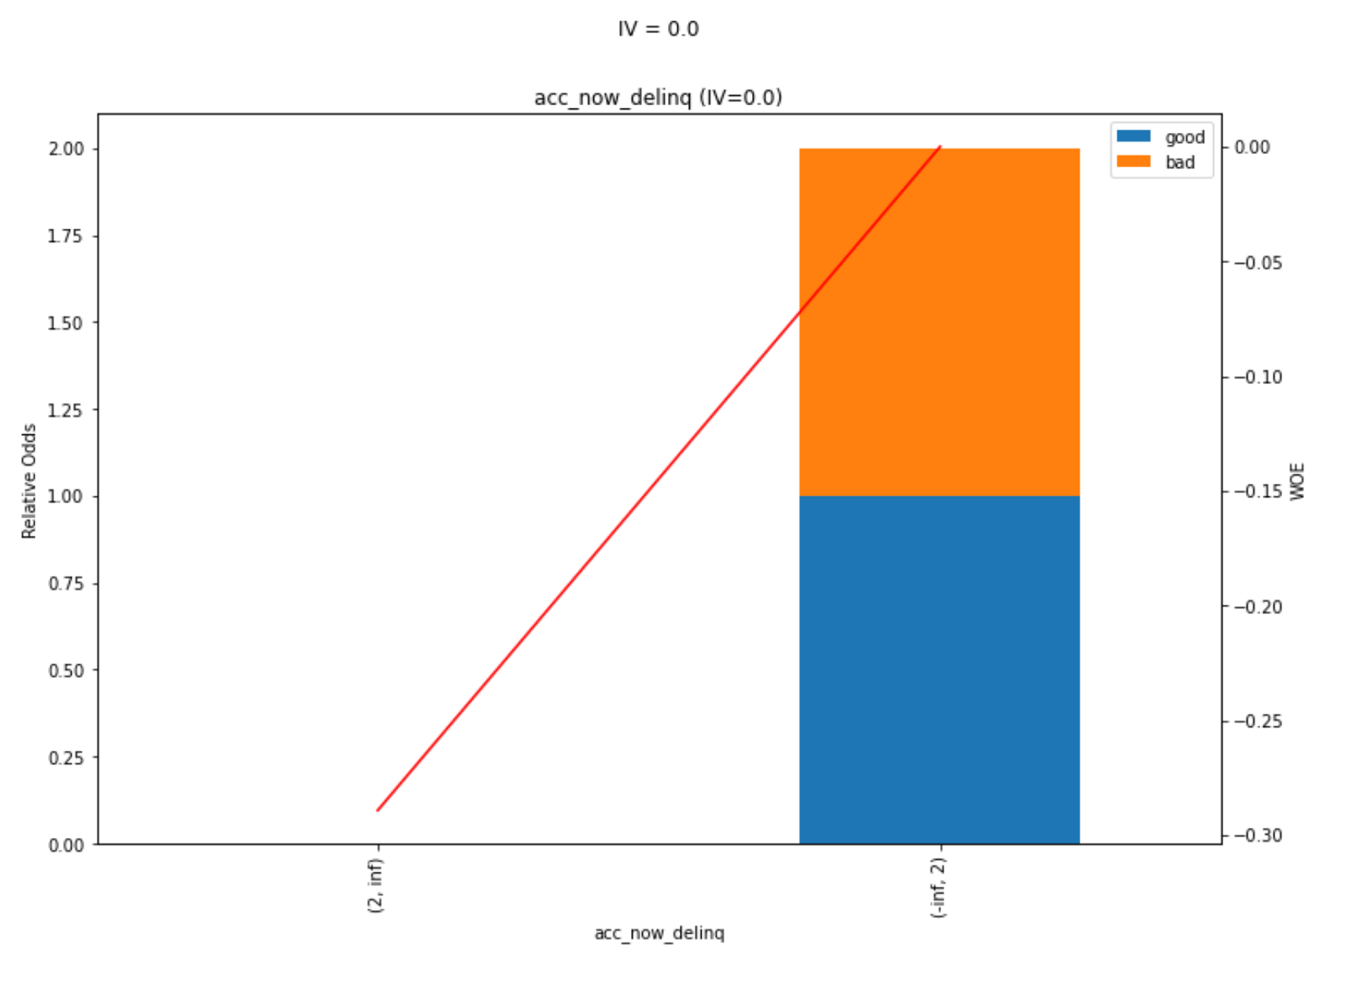 IV = 0.0
acc_now_delinq (IV=0.0)
good
bad
2.00
1.75
1.50
1.25
1.00
0.75
0.50
0.25
0.00
Relative Odds
0.00
−0.05
−0.10
−0.15
−0.20
−0.25
−0.30
WOE
(2, inf)
(-inf, 2)
acc_now_delinq